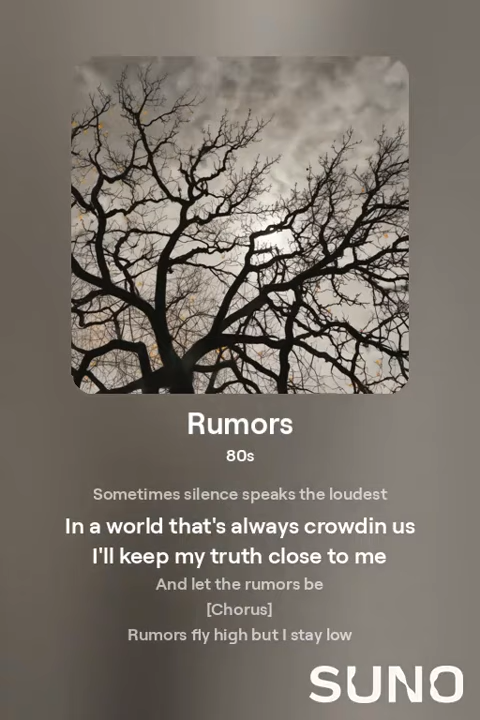 Rumors
80s
Sometimes silence speaks the loudest
In a world that's always crowdin us
I'll keep my truth close to me
And let the rumors be
[Chorus]
Rumors fly high but I stay low
SUNO